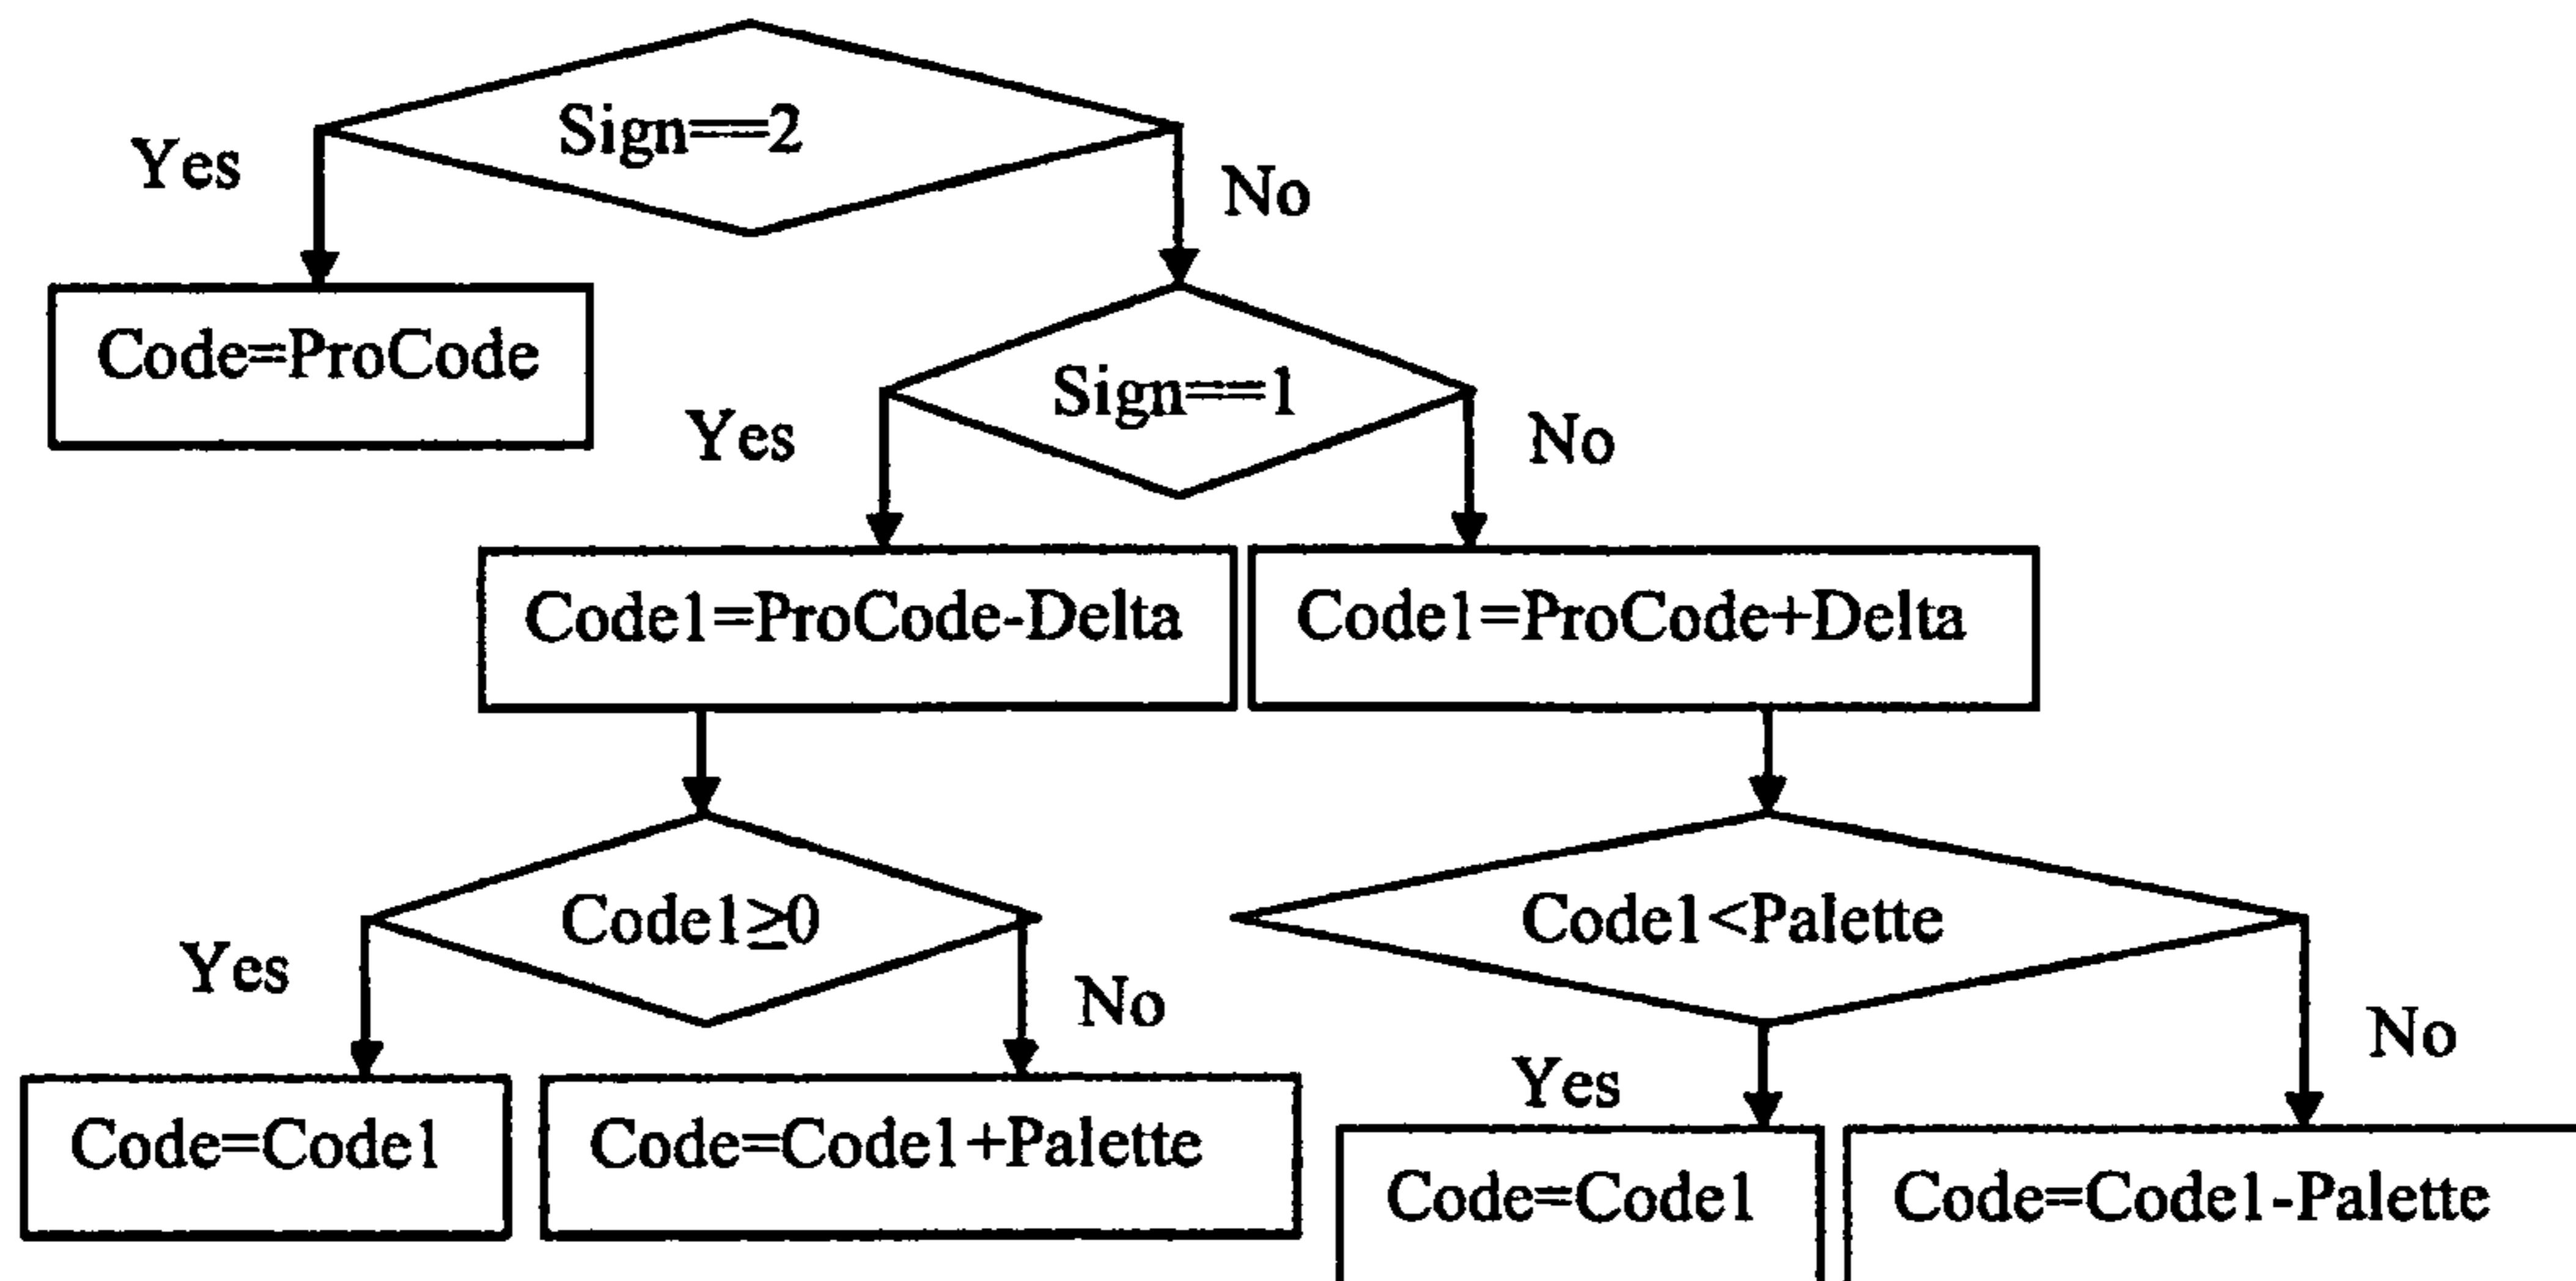 Sign==2
Yes
No
Code=ProCode
Sign==1
Yes
No
Code1=ProCode-Delta
Code1=ProCode+Delta
Code1≥0
Code1<Palette
Yes
No
Yes
No
Code=Code1
Code=Code1+Palette
Code=Code1
Code=Code1-Palette